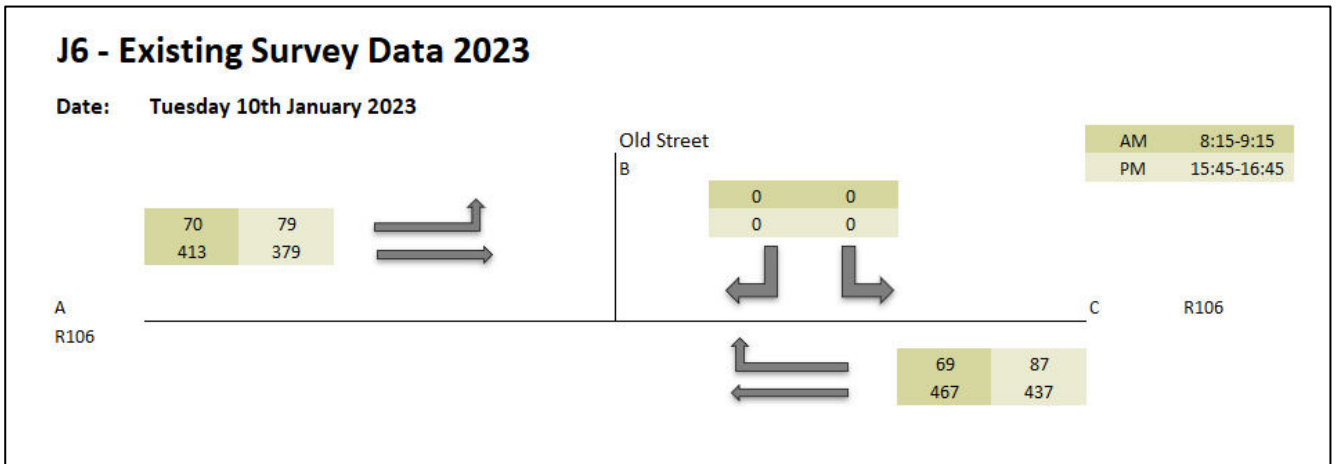 J6 - Existing Survey Data 2023
Date: Tuesday 10th January 2023
Old Street
B
AM 8:15-9:15
PM 15:45-16:45
0 0
0 0
70 79
413 379
A
R106
C R106
69 87
467 437